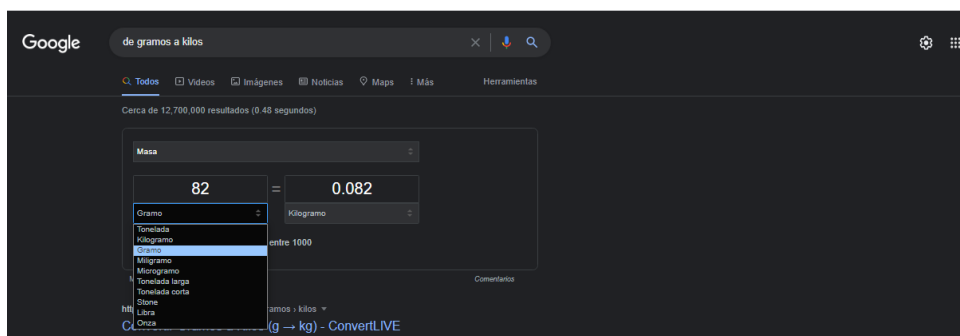 Google
de gramos a kilos
Todos Videos Imágenes Noticias Maps Más Herramientas
Cerca de 12,700,000 resultados (0.48 segundos)
Masa
82 = 0.082
Gramo Kilogramo
Tonelada
Kilogramo
entre 1000
Gramo
Miligramo
Microgramo
Tonelada larga
Comentarios
Tonelada corta
Stone
Libra
kilos
Onza
(g → kg) - ConvertLIVE